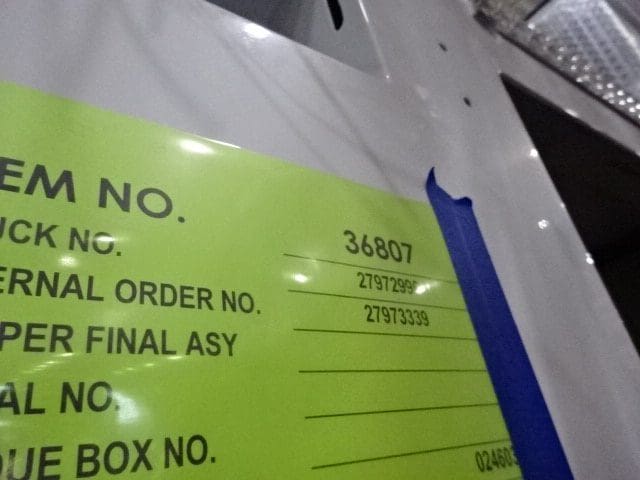 EM NO.
UCK NO. 36807
ERNAL ORDER NO.
PER FINAL ASY 27973339
AL NO.
QUE BOX NO.